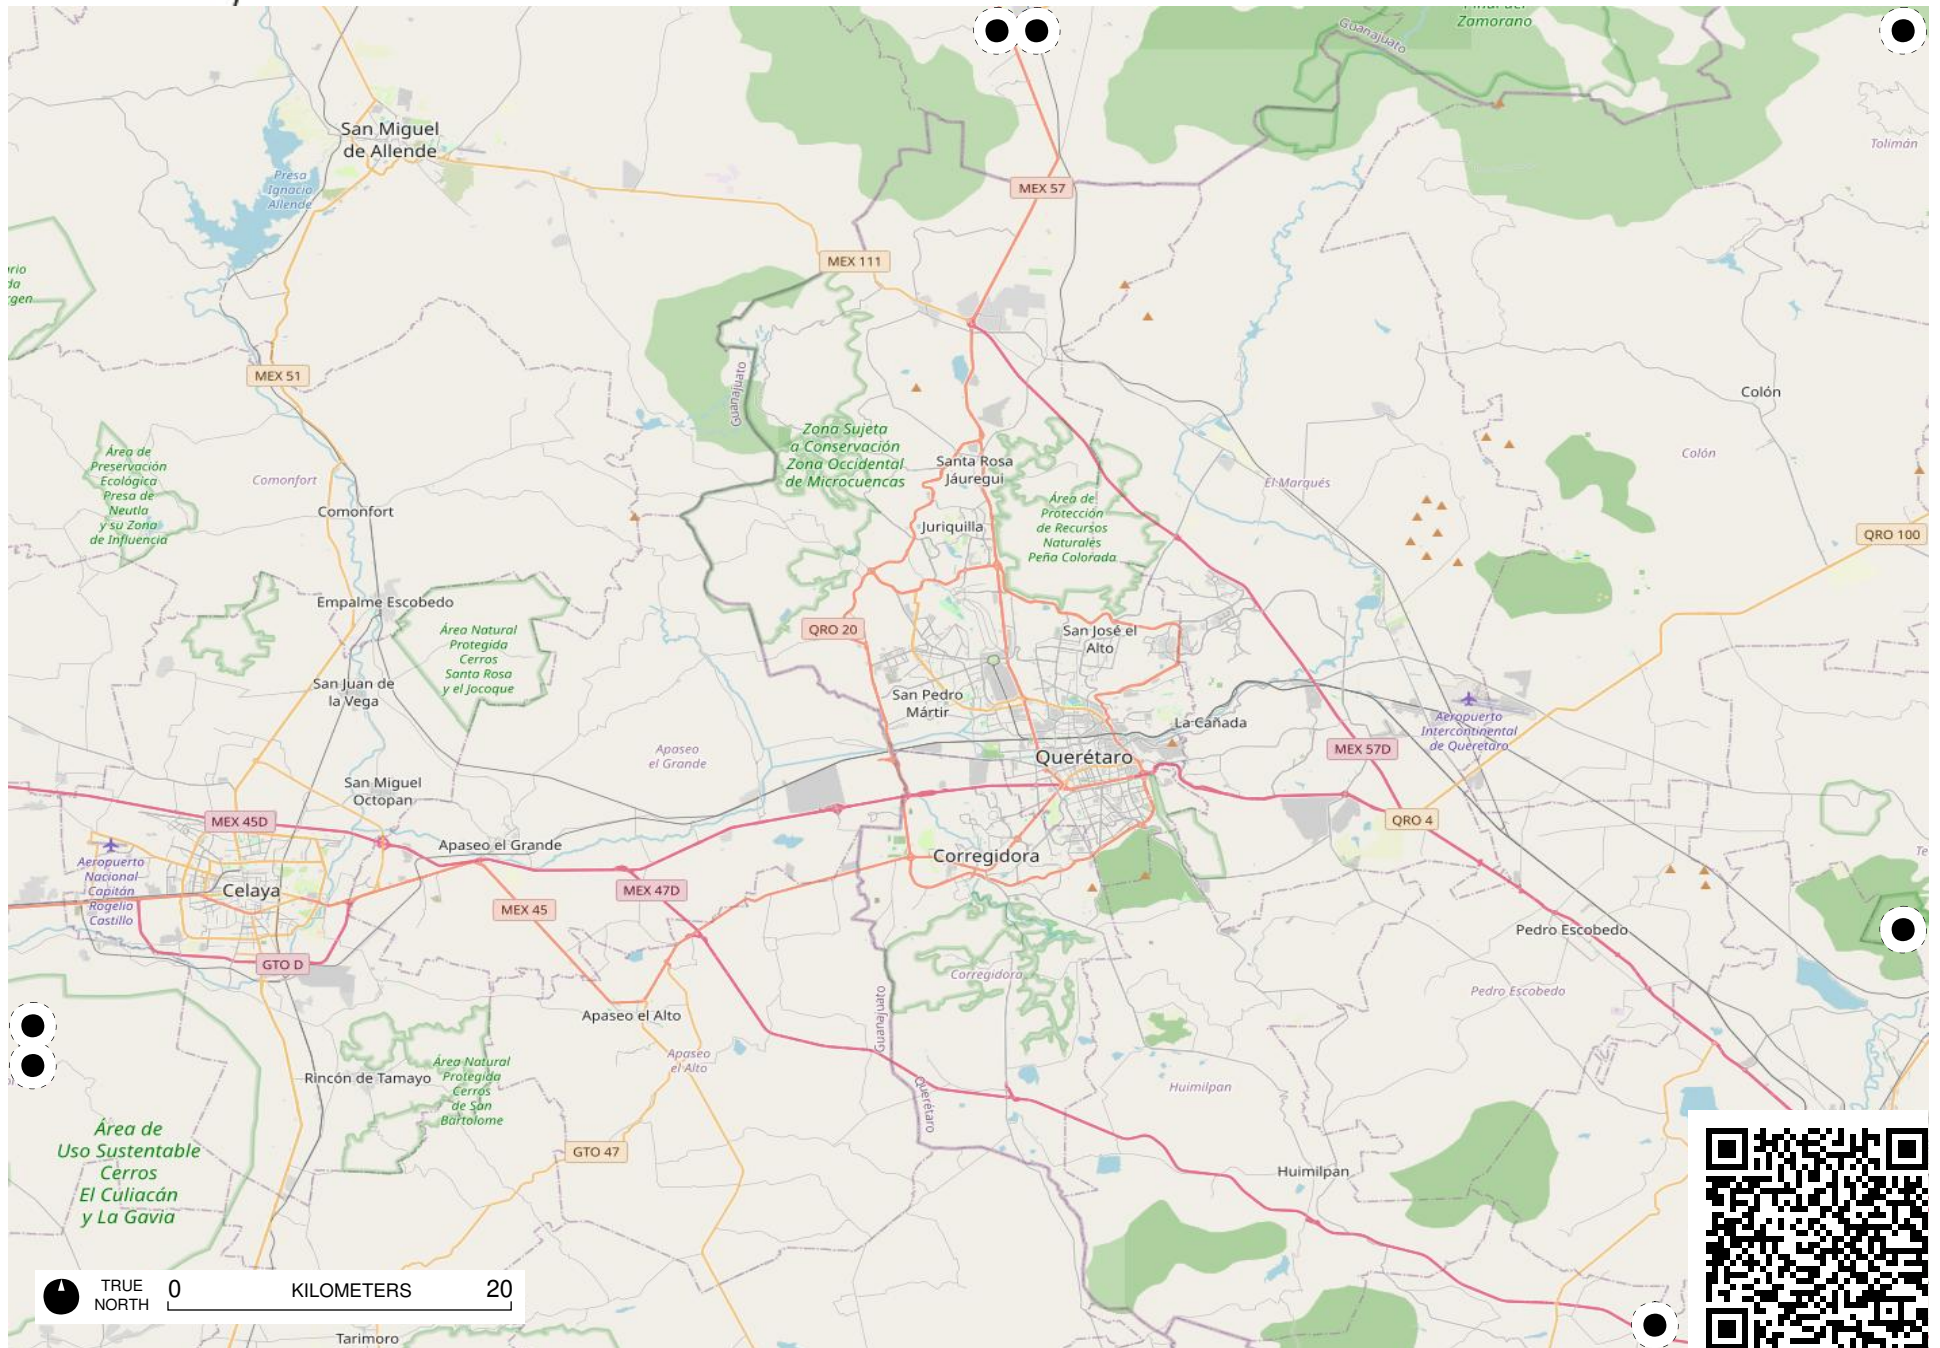 Pinal del
Zamorano
Guanajuato
San Miguel
de Allende
Tolimán
Presa
Ignacio
Allende
MEX 57
MEX 111
MEX 51
Guanajuato
Colón
Zona Sujeta
a Conservación
Zona Occidental
de Microcuencas
Área de
Preservación
Ecológica
Presa de
Neutla
y su Zona
de Influencia
Comonfort
Santa Rosa
Jáuregui
Colón
El Marqués
Comonfort
Área de
Protección
de Recursos
Naturales
Peña Colorada
Juriquilla
QRO 100
Empalme Escobedo
Área Natural
Protegida
Cerros
Santa Rosa
y el Jocoque
QRO 20
San José el
Alto
San Juan de
la Vega
San Pedro
Mártir
La Cañada
Aeropuerto
Intercontinental
de Querétaro
Apaseo
el Grande
Querétaro
MEX 57D
San Miguel
Octopan
MEX 45D
QRO 4
Apaseo el Grande
Corregidora
Aeropuerto
Nacional
Capitán
Rogelio
Castillo
Celaya
MEX 47D
MEX 45
Pedro Escobedo
GTO D
Corregidora
Pedro Escobedo
Guanajuato
Apaseo el Alto
Apaseo
el Alto
Rincón de Tamayo
Área Natural
Protegida
Cerros
de San
Bartolome
Querétaro
Huimilpan
Área de
Uso Sustentable
Cerros
El Culiacán
y La Gavia
GTO 47
Huimilpan
TRUE
NORTH
0 KILOMETERS 20
Tarimoro